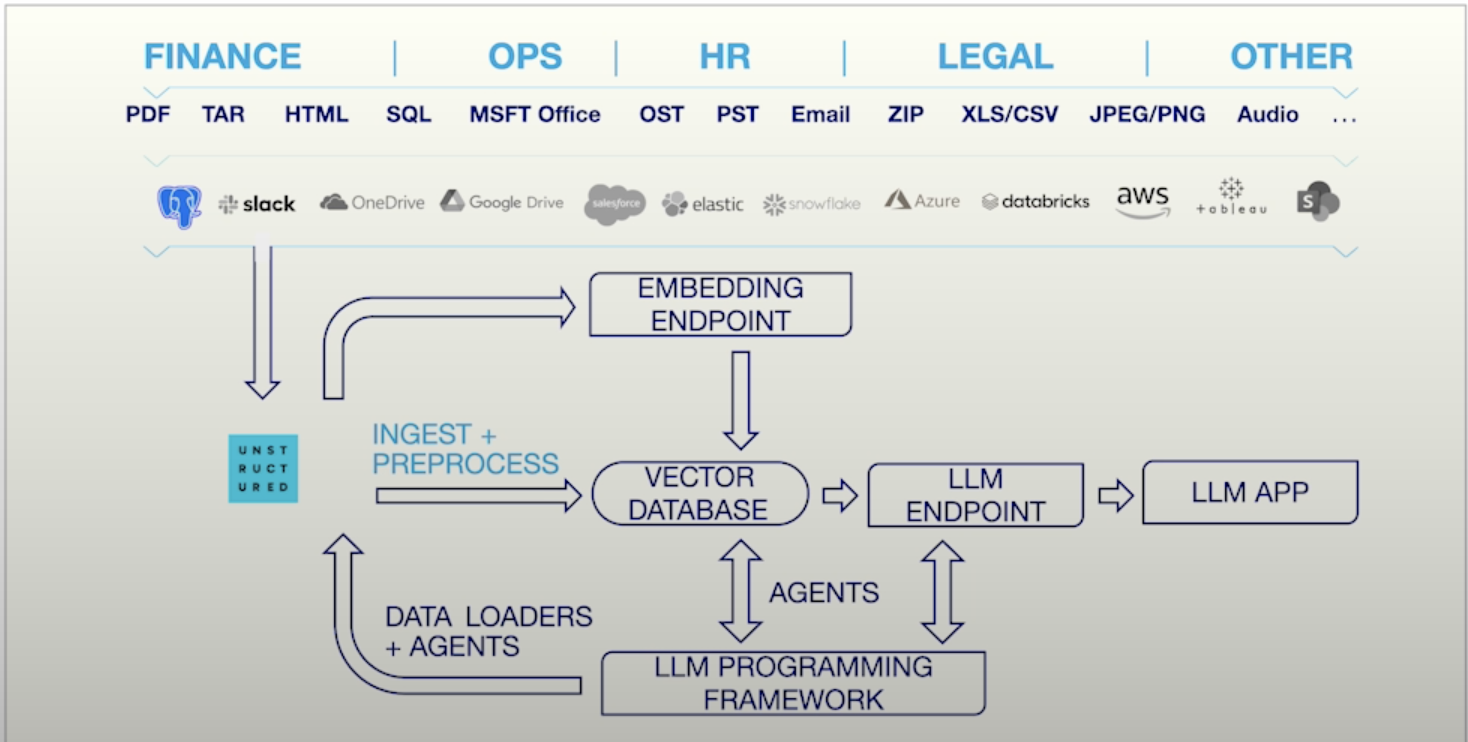 FINANCE | OPS | HR | LEGAL | OTHER
PDF TAR HTML SQL MSFT Office OST PST Email ZIP XLS/CSV JPEG/PNG Audio ...
slack OneDrive Google Drive salesforce elastic snowflake Azure databricks aws +ableau S
EMBEDDING
ENDPOINT
UNST
RUCT
URED
INGEST +
PREPROCESS
VECTOR
DATABASE
LLM
ENDPOINT
LLM APP
DATA LOADERS
+ AGENTS
AGENTS
LLM PROGRAMMING
FRAMEWORK